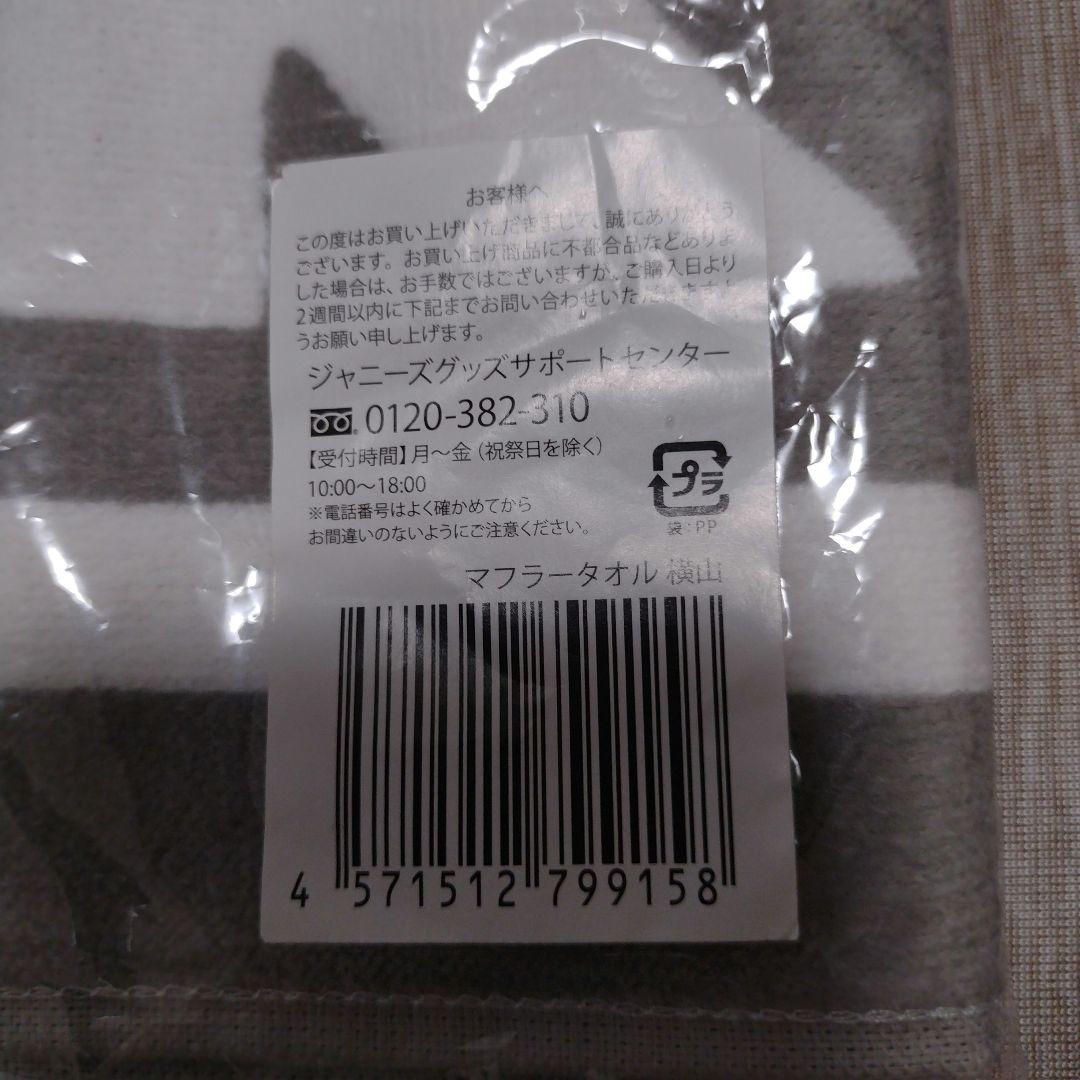 お客様へ
この度はお買い上げいただきまして、誠にありがとう
ございます。お買い上げ商品に不都合品などありま
した場合は、お手数ではございますが、ご購入日より
2週間以内に下記までお問い合わせいただきますよ
うお願い申し上げます。
ジャニーズグッズサポートセンター
0120-382-310
【受付時間】月～金（祝祭日を除く）
10:00～18:00
※電話番号はよく確かめてから
お間違いのないようにご注意ください。
プラ
袋：PP
マフラータオル 横山
4 571512 799158